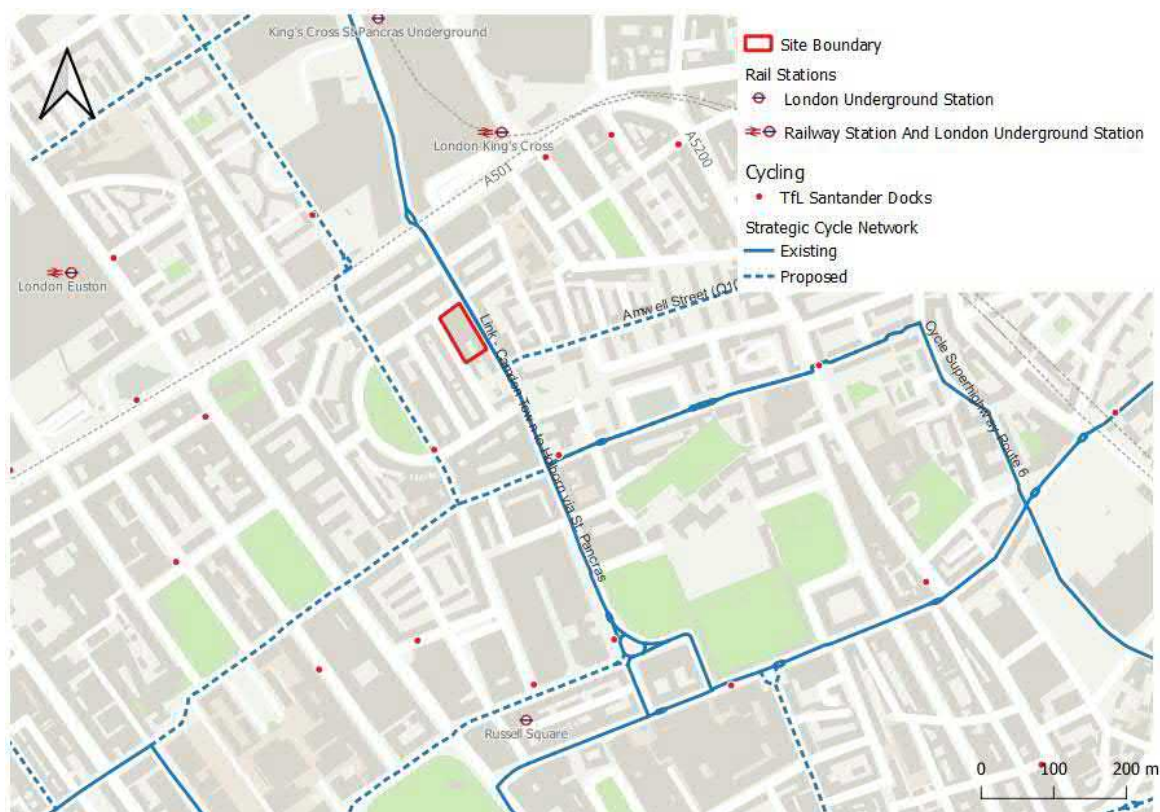 King's Cross St Pancras Underground
London King's Cross
A501
A5200
London Euston
Amwell Street (Q10
Link - Camden Town to Holborn via St. Pancras
Cycle Superhighway Route 6
Russell Square
Site Boundary
Rail Stations
London Underground Station
Railway Station And London Underground Station
Cycling
TfL Santander Docks
Strategic Cycle Network
Existing
Proposed
0 100 200 m